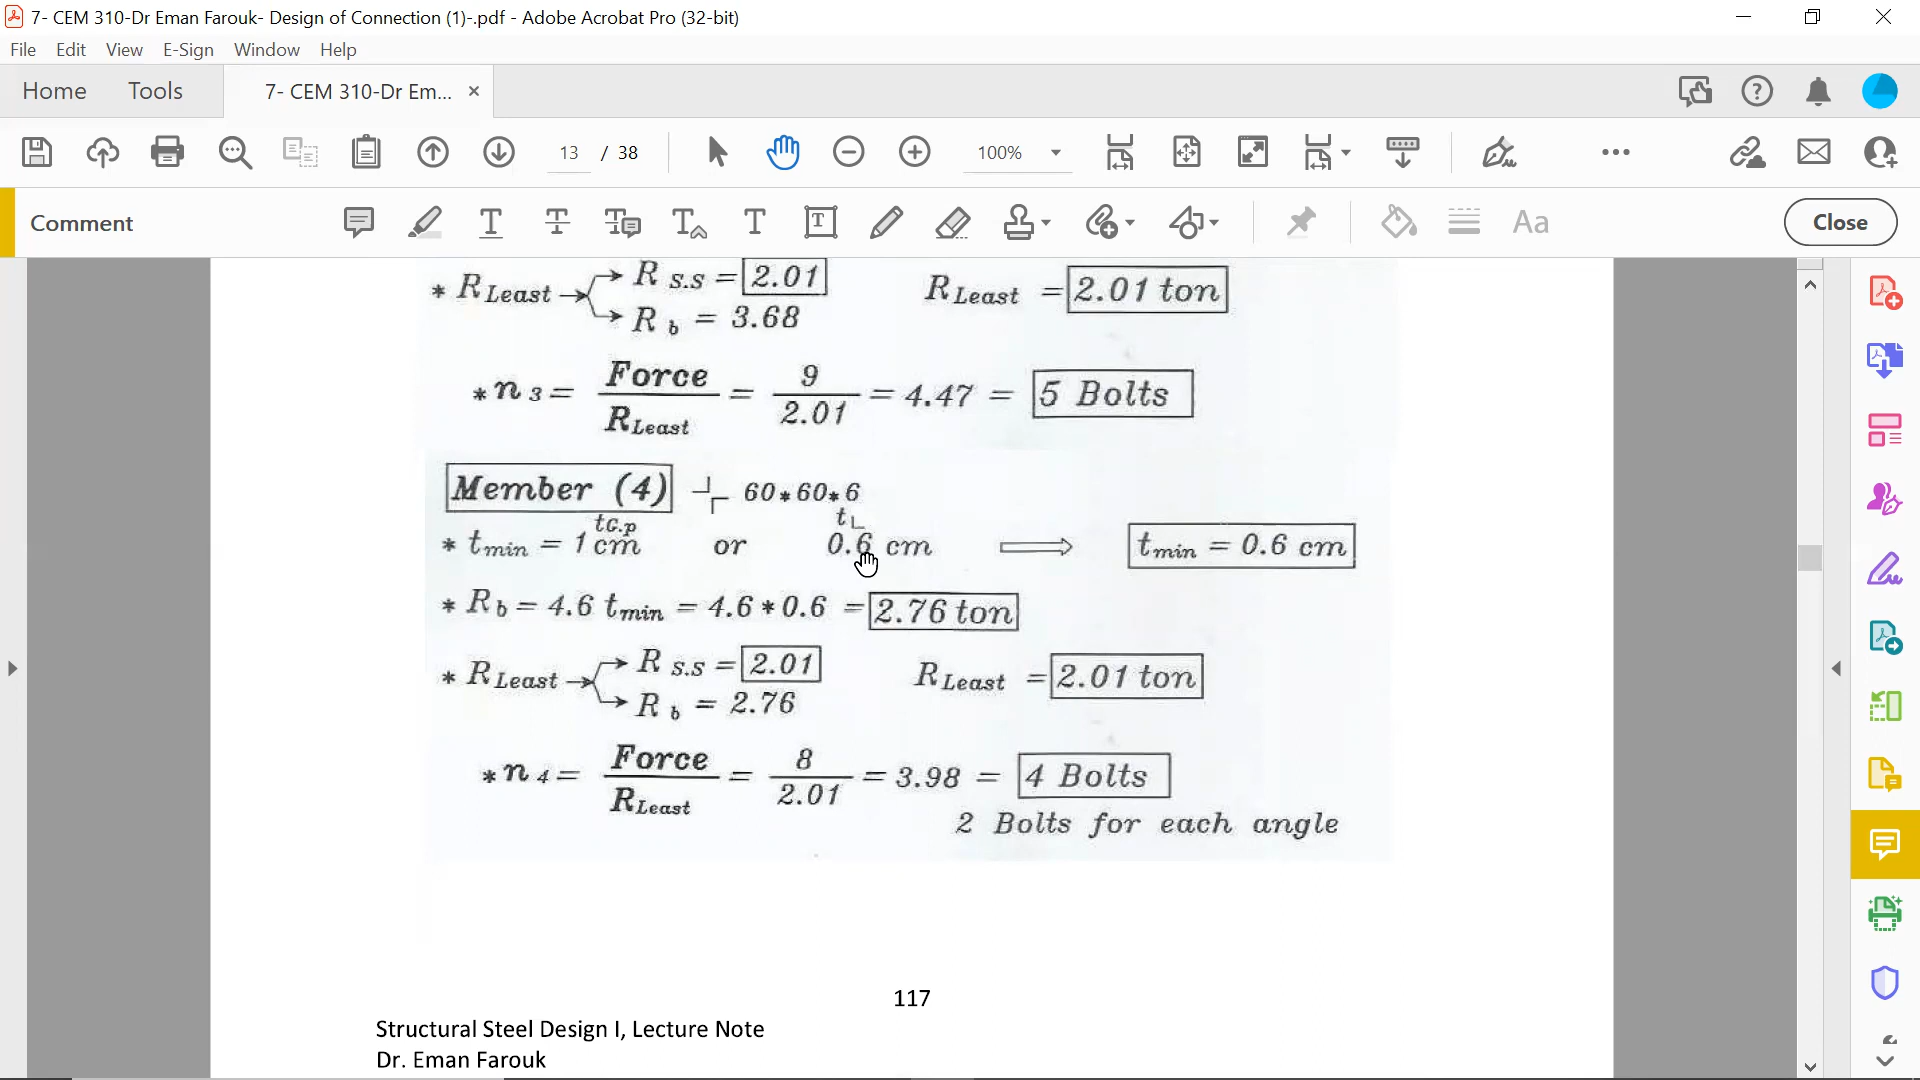 7- CEM 310-Dr Eman Farouk- Design of Connection (1)-.pdf - Adobe Acrobat Pro (32-bit)
File Edit View E-Sign Window Help
Home Tools 7- CEM 310-Dr Em... ×
13 / 38 100%
Comment Aa Close
* R Least → R s.s = 2.01 R Least = 2.01 ton
→ R b = 3.68
* n 3 = Force / R Least = 9 / 2.01 = 4.47 = 5 Bolts
Member (4) 60*60*6
* tmin = 1 cm tG.p or 0.6 cm tL ⟹ tmin = 0.6 cm
* Rb = 4.6 tmin = 4.6 * 0.6 = 2.76 ton
* R Least → R s.s = 2.01 R Least = 2.01 ton
→ R b = 2.76
* n 4 = Force / R Least = 8 / 2.01 = 3.98 = 4 Bolts
2 Bolts for each angle
117
Structural Steel Design I, Lecture Note
Dr. Eman Farouk